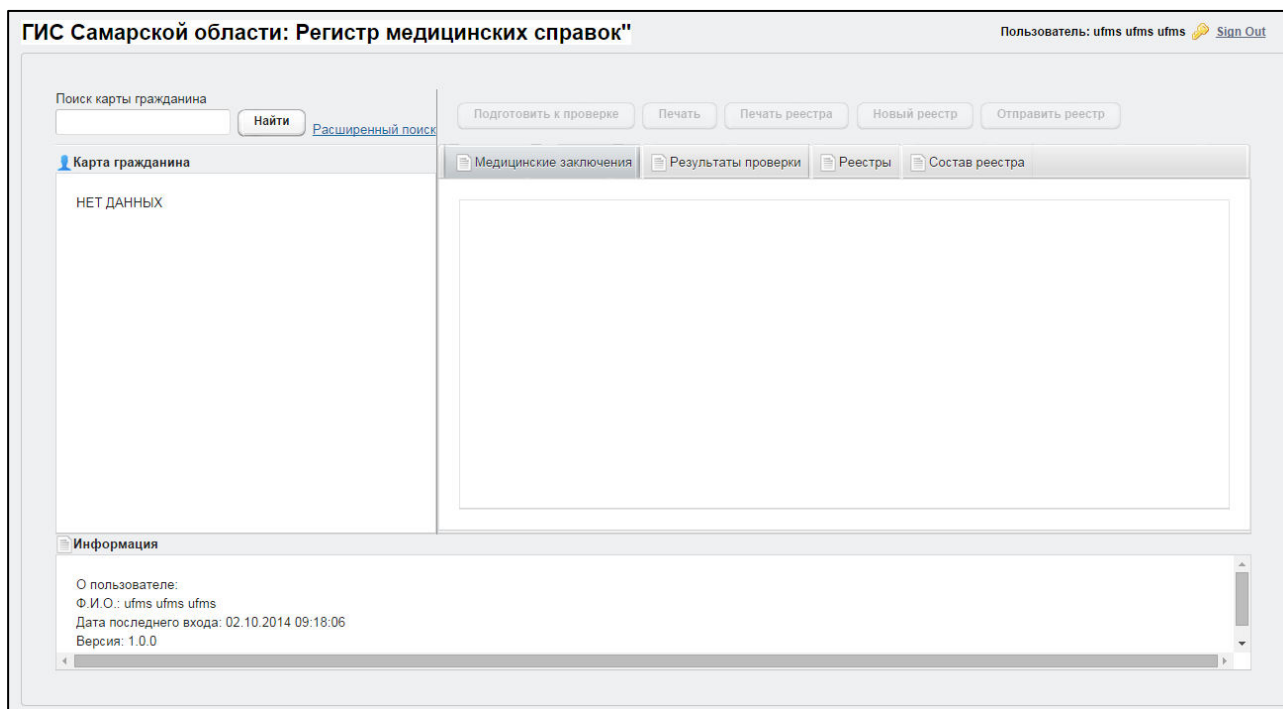 ГИС Самарской области: Регистр медицинских справок"
Пользователь: ufms ufms ufms Sign Out
Поиск карты гражданина
Найти
Расширенный поиск
Подготовить к проверке Печать Печать реестра Новый реестр Отправить реестр
Карта гражданина
Медицинские заключения Результаты проверки Реестры Состав реестра
НЕТ ДАННЫХ
Информация
О пользователе:
Ф.И.О.: ufms ufms ufms
Дата последнего входа: 02.10.2014 09:18:06
Версия: 1.0.0